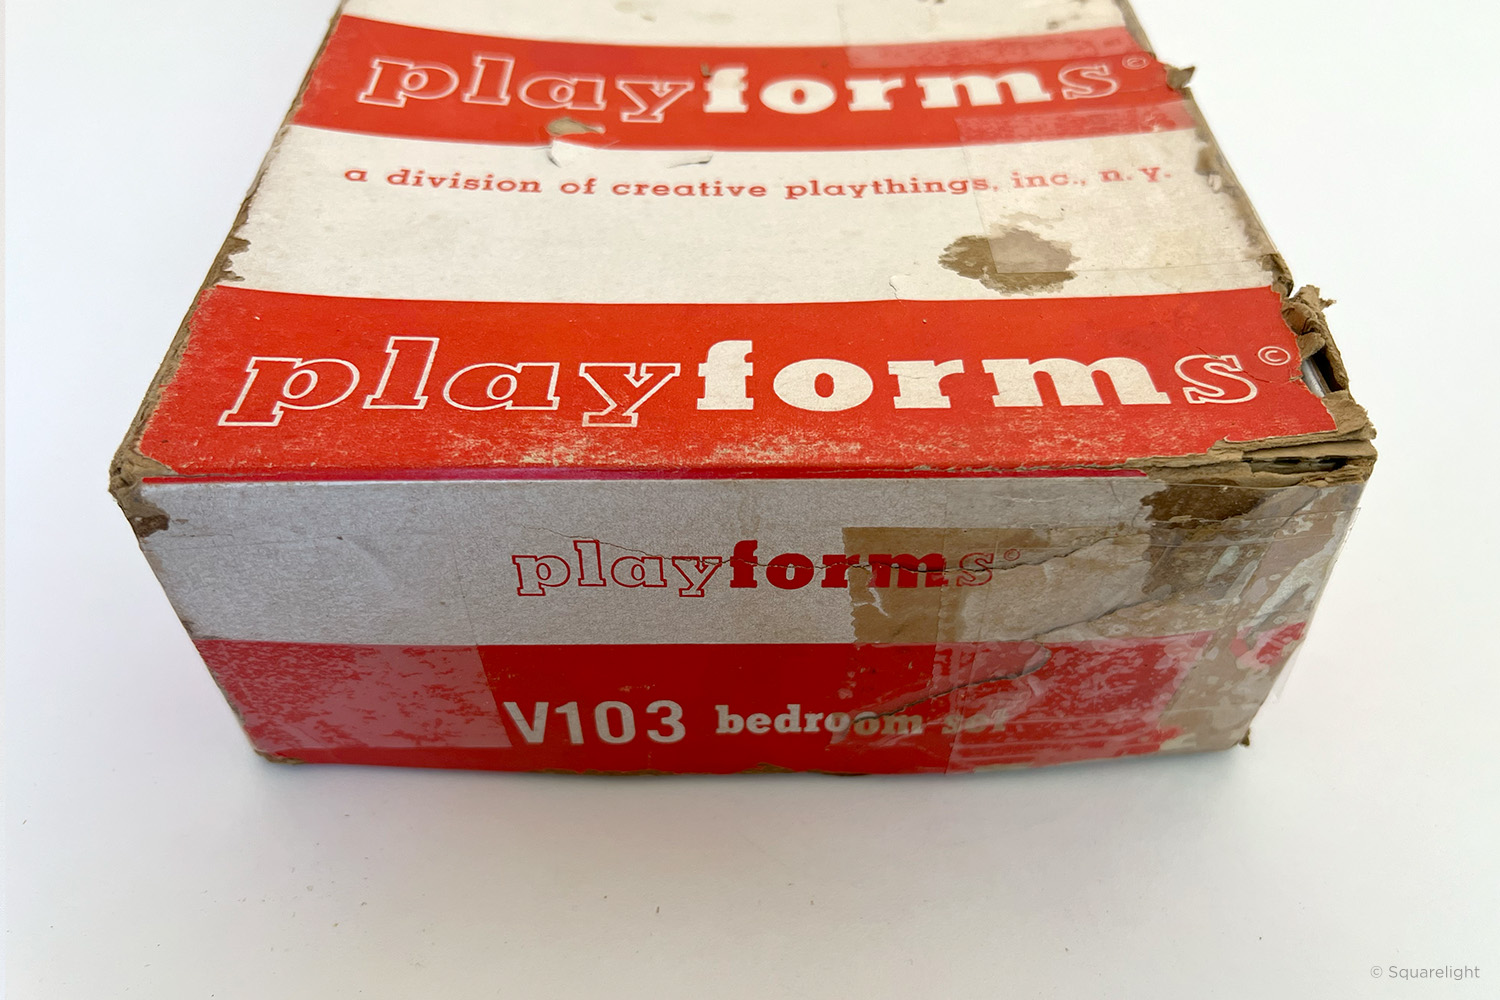 playforms©
a division of creative playthings, inc., n.y.
playforms©
playforms©
V103 bedroom set
© Squarelight